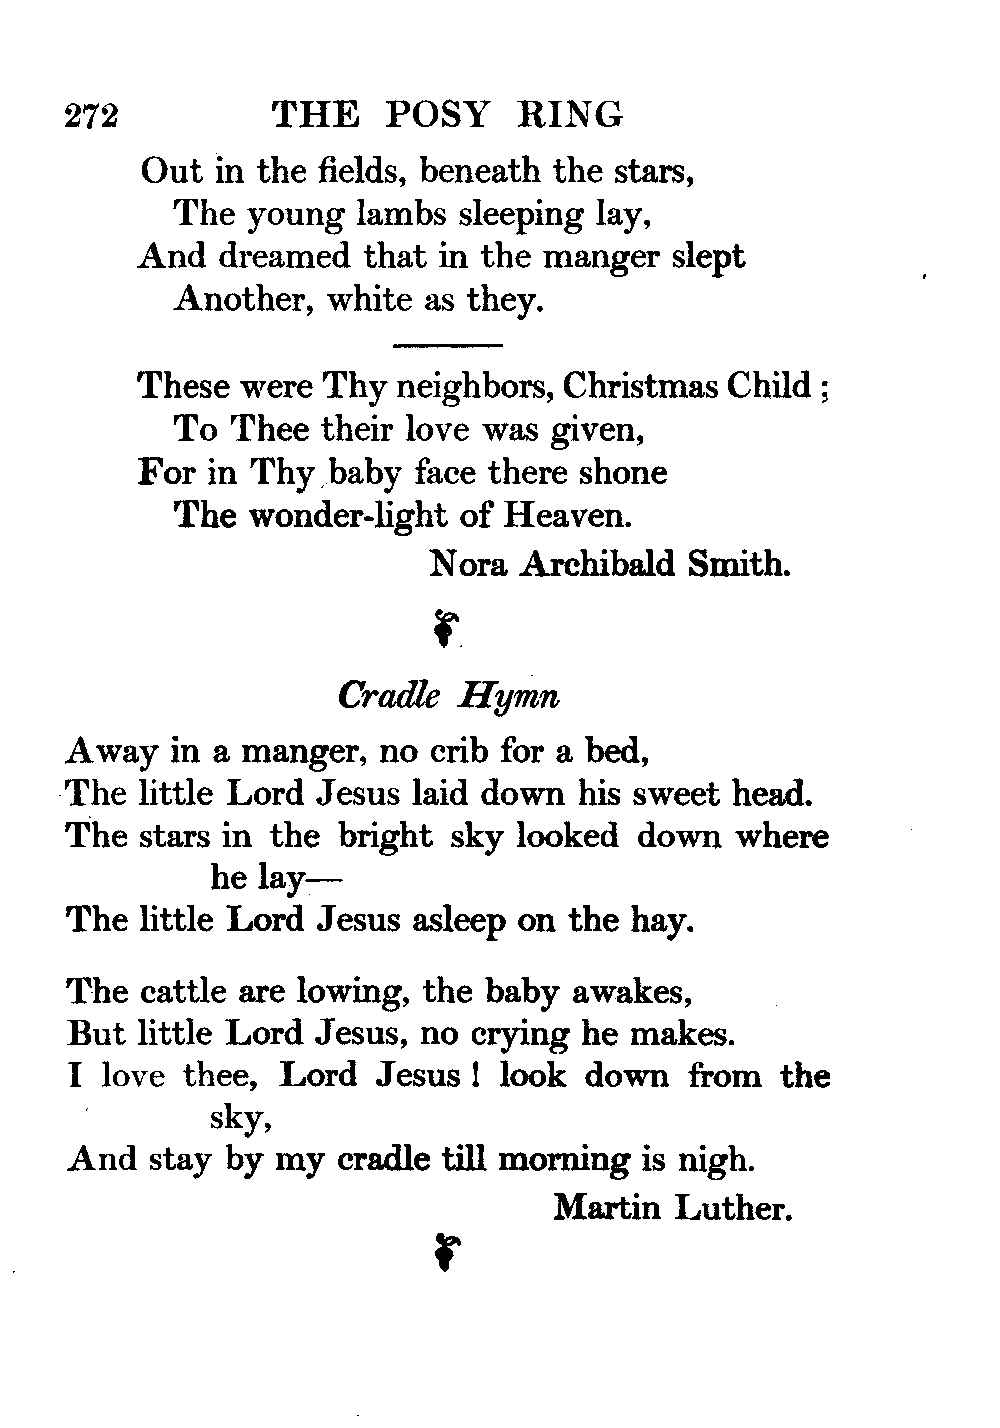 272 THE POSY RING
Out in the fields, beneath the stars,
The young lambs sleeping lay,
And dreamed that in the manger slept
Another, white as they.
These were Thy neighbors, Christmas Child ;
To Thee their love was given,
For in Thy baby face there shone
The wonder-light of Heaven.
Nora Archibald Smith.
Cradle Hymn
Away in a manger, no crib for a bed,
The little Lord Jesus laid down his sweet head.
The stars in the bright sky looked down where
he lay—
The little Lord Jesus asleep on the hay.
The cattle are lowing, the baby awakes,
But little Lord Jesus, no crying he makes.
I love thee, Lord Jesus ! look down from the
sky,
And stay by my cradle till morning is nigh.
Martin Luther.